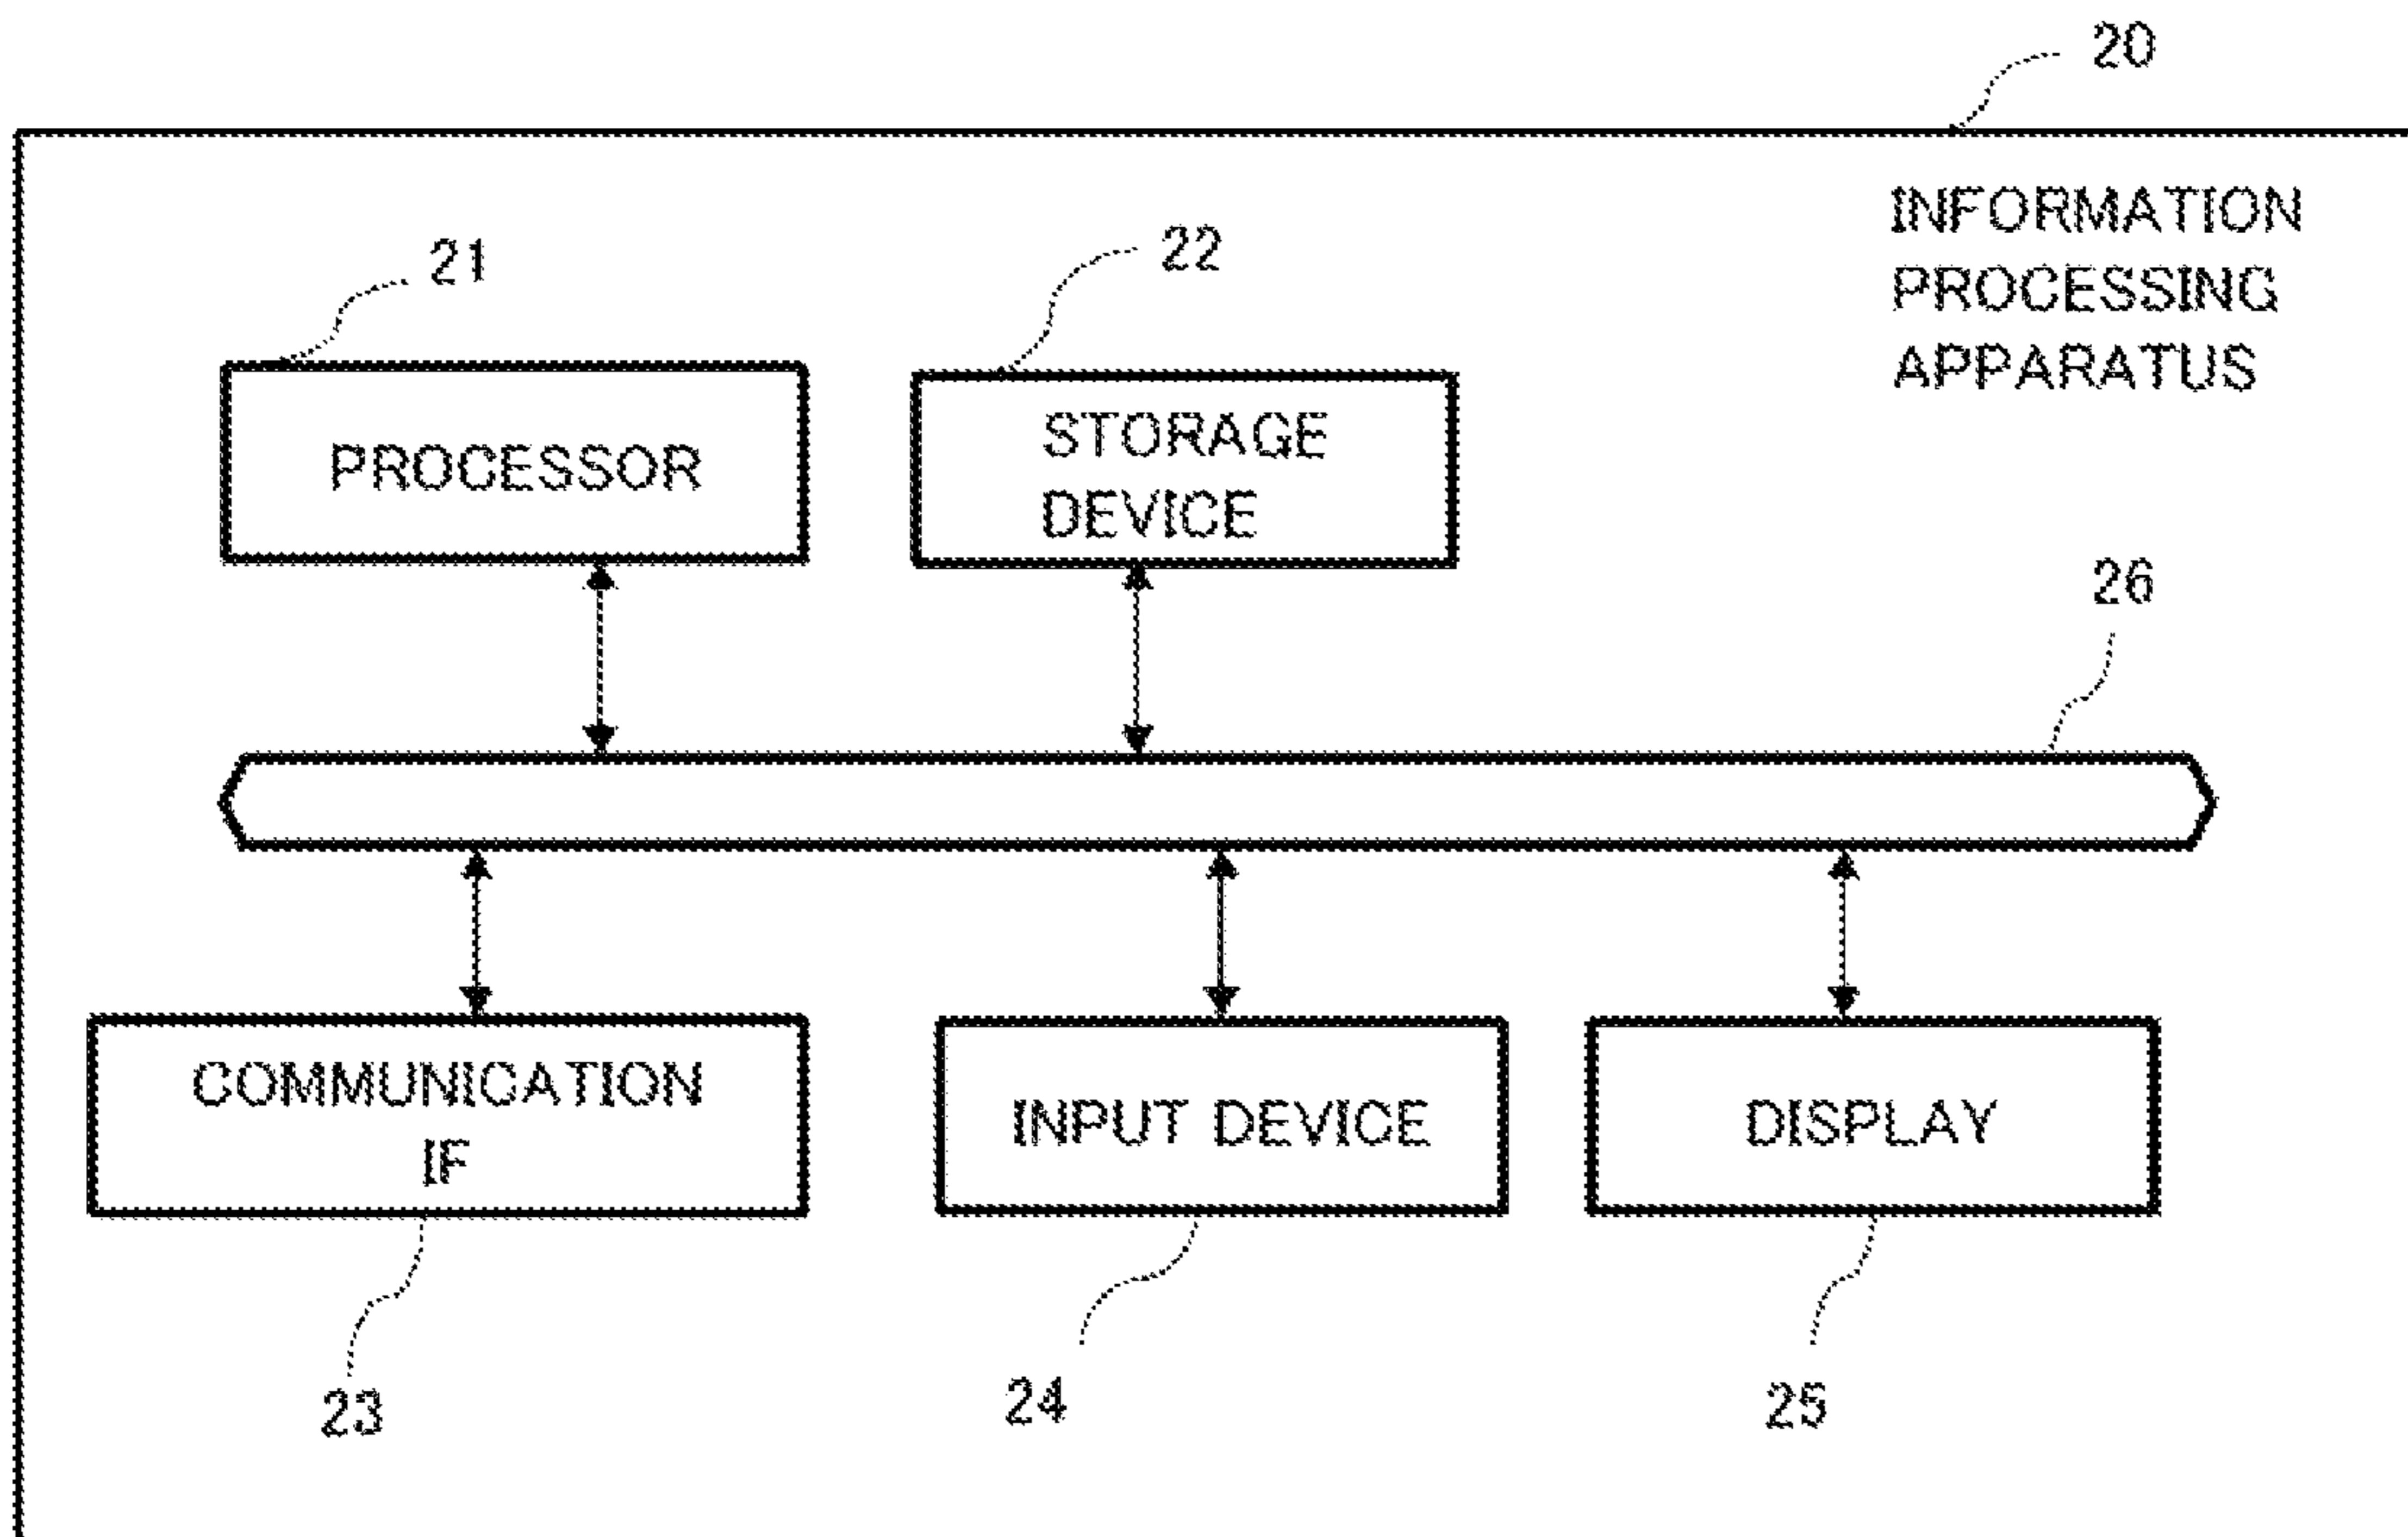 20
INFORMATION
PROCESSING
APPARATUS
21
22
PROCESSOR
STORAGE
DEVICE
26
COMMUNICATION
IF
INPUT DEVICE
DISPLAY
23
24
25